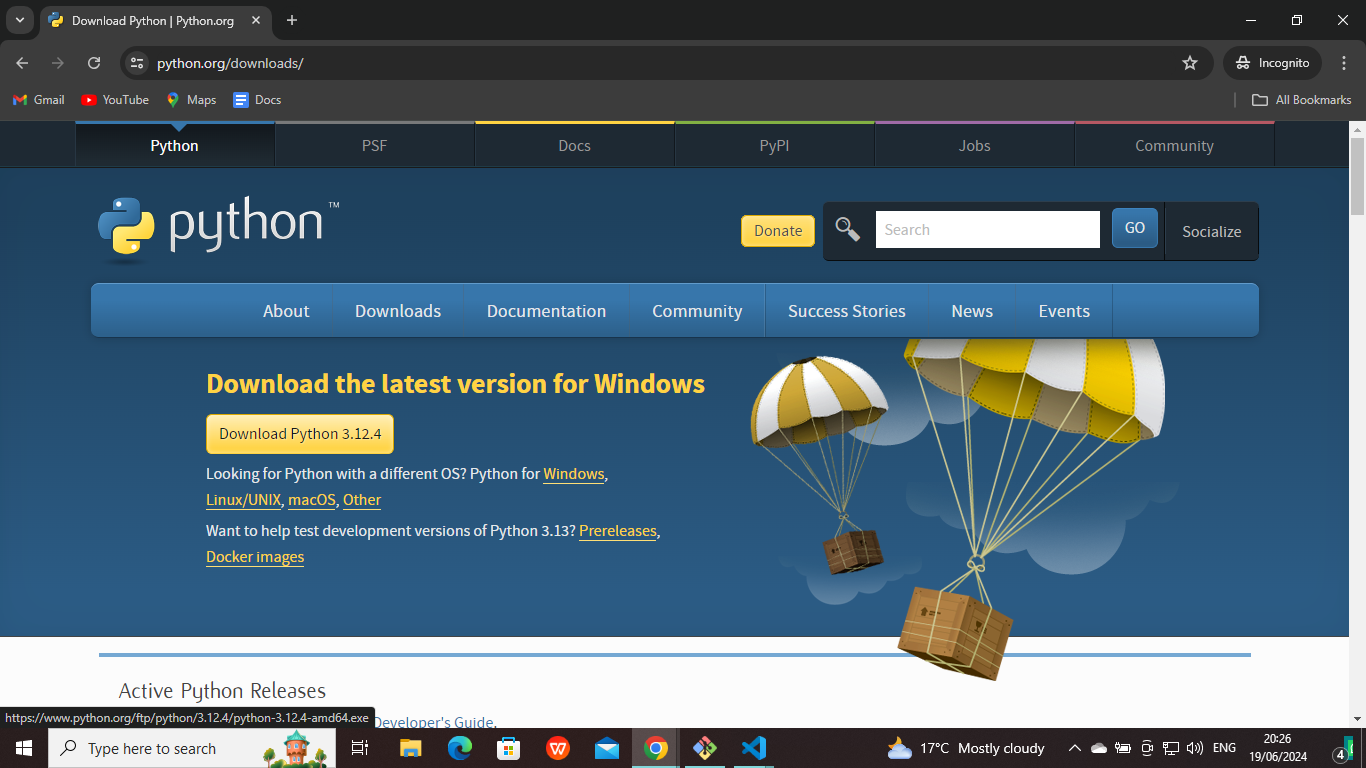 Download Python | Python.org
python.org/downloads/
Incognito
Gmail YouTube Maps Docs All Bookmarks
Python PSF Docs PyPI Jobs Community
python™
Donate Search GO Socialize
About Downloads Documentation Community Success Stories News Events
Download the latest version for Windows
Download Python 3.12.4
Looking for Python with a different OS? Python for Windows,
Linux/UNIX, macOS, Other
Want to help test development versions of Python 3.13? Prereleases,
Docker images
Active Python Releases
Developer's Guide.
https://www.python.org/ftp/python/3.12.4/python-3.12.4-amd64.exe
Type here to search
17°C Mostly cloudy
ENG
20:26
19/06/2024
4